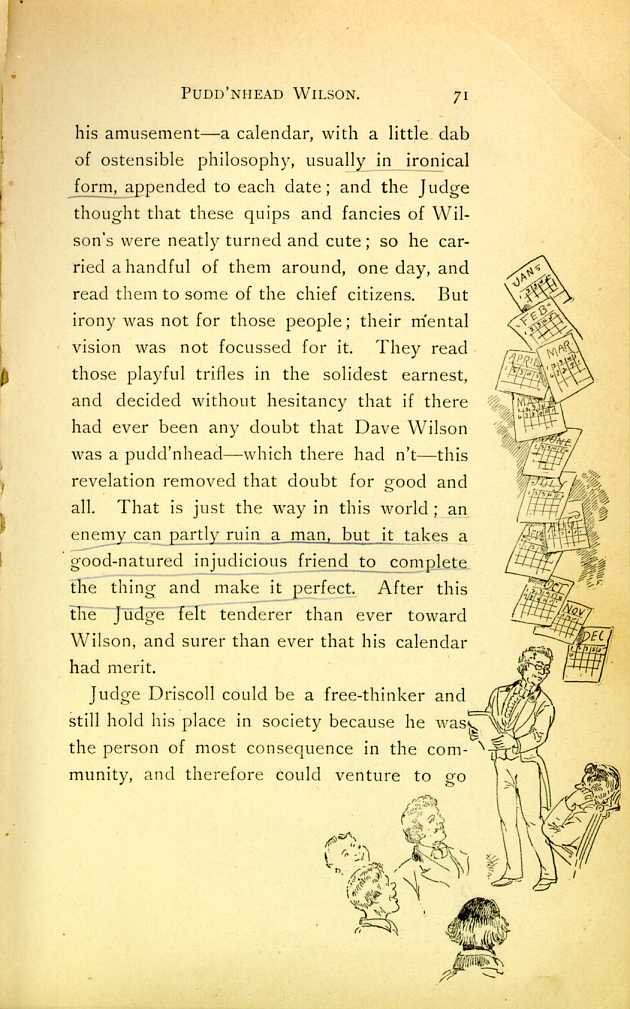 PUDD'NHEAD WILSON. 71
his amusement—a calendar, with a little dab
of ostensible philosophy, usually in ironical
form, appended to each date; and the Judge
thought that these quips and fancies of Wil-
son's were neatly turned and cute; so he car-
ried a handful of them around, one day, and
read them to some of the chief citizens. But
irony was not for those people; their mental
vision was not focussed for it. They read
those playful trifles in the solidest earnest,
and decided without hesitancy that if there
had ever been any doubt that Dave Wilson
was a pudd'nhead—which there had n't—this
revelation removed that doubt for good and
all. That is just the way in this world; an
enemy can partly ruin a man, but it takes a
good-natured injudicious friend to complete
the thing and make it perfect. After this
the Judge felt tenderer than ever toward
Wilson, and surer than ever that his calendar
had merit.
Judge Driscoll could be a free-thinker and
still hold his place in society because he was
the person of most consequence in the com-
munity, and therefore could venture to go
JANS
FEB
MAR
APRIL
JUNE
JULY
OCT
NOV
DEC